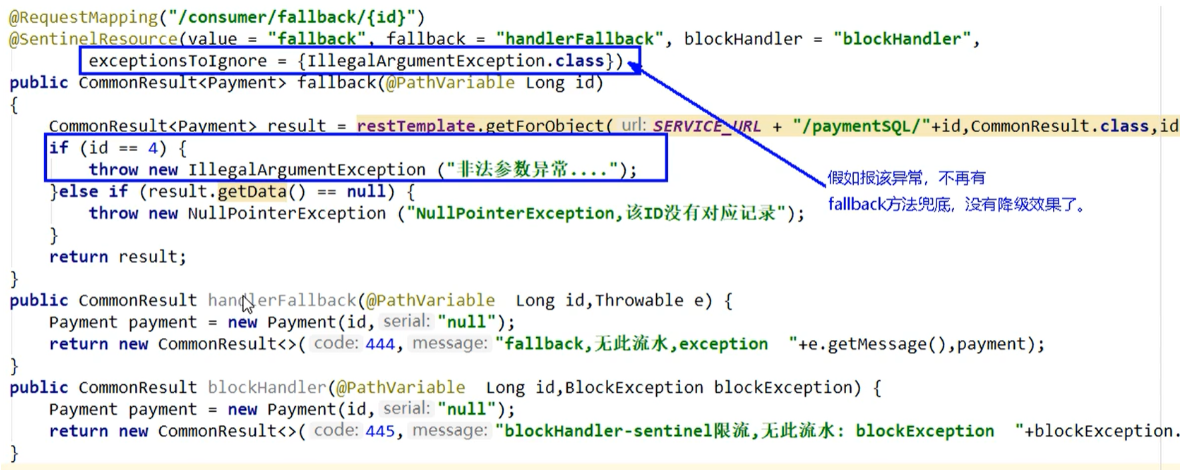 @RequestMapping("/consumer/fallback/{id}")
@SentinelResource(value = "fallback", fallback = "handlerFallback", blockHandler = "blockHandler",
exceptionsToIgnore = {IllegalArgumentException.class})
public CommonResult<Payment> fallback(@PathVariable Long id)
{
CommonResult<Payment> result = restTemplate.getForObject( url: SERVICE_URL + "/paymentSQL/"+id,CommonResult.class,id
if (id == 4) {
throw new IllegalArgumentException ("非法参数异常....");
}else if (result.getData() == null) {
throw new NullPointerException ("NullPointerException,该ID没有对应记录");
}
return result;
}
假如报该异常，不再有
fallback方法兜底，没有降级效果了。
public CommonResult handlerFallback(@PathVariable Long id,Throwable e) {
Payment payment = new Payment(id, serial: "null");
return new CommonResult<>( code: 444, message: "fallback,无此流水,exception "+e.getMessage(),payment);
}
public CommonResult blockHandler(@PathVariable Long id,BlockException blockException) {
Payment payment = new Payment(id, serial: "null");
return new CommonResult<>( code: 445, message: "blockHandler-sentinel限流,无此流水: blockException "+blockException.
}